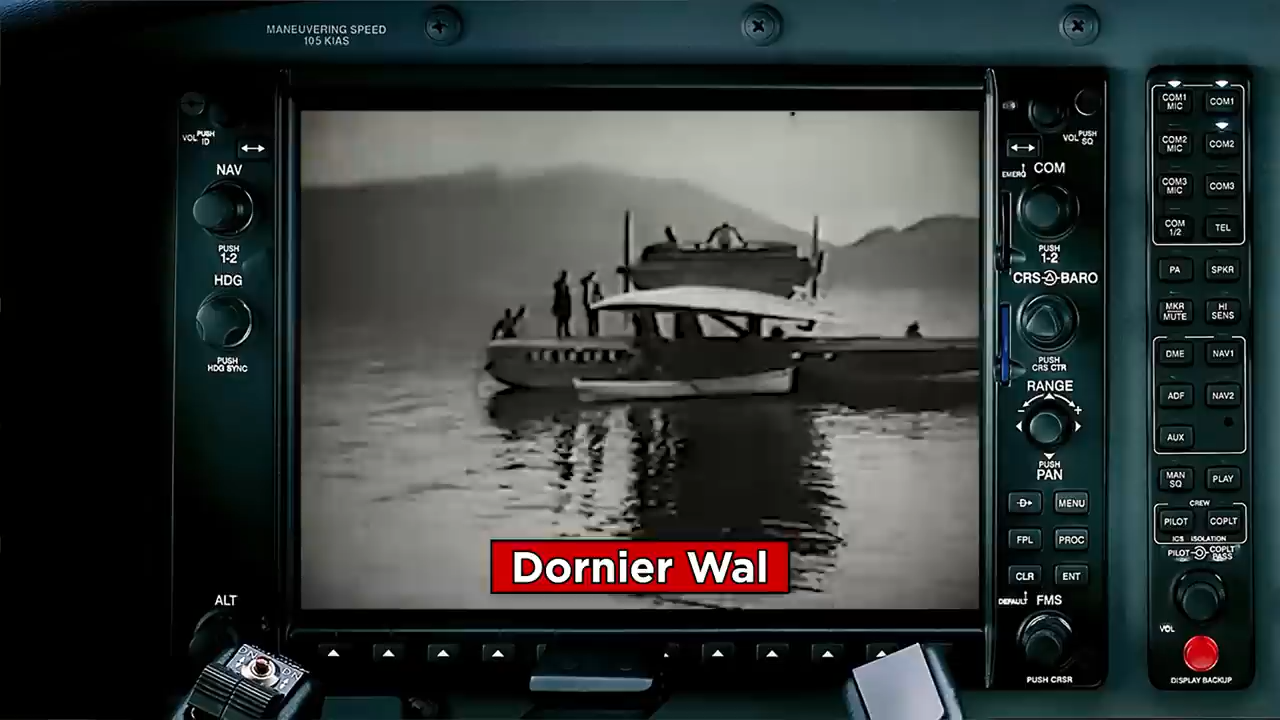 MANEUVERING SPEED
105 KIAS
VOL PUSH
ID
NAV
PUSH
1-2
HDG
PUSH
HDG SYNC
ALT
Dornier Wal
VOL PUSH
SQ
EMERG
COM
PUSH
1-2
CRS BARO
PUSH
CRS CTR
RANGE
- +
PUSH
PAN
D MENU
FPL PROC
CLR ENT
DEFAULT FMS
PUSH CRSR
COM1
MIC
COM1
COM2
MIC
COM2
COM3
MIC
COM3
COM
1/2
TEL
PA SPKR
MKR
MUTE
HI
SENS
DME NAV1
ADF NAV2
AUX
MAN
SQ
PLAY
CREW
PILOT COPLT
ICS ISOLATION
PILOT COPLT
PASS
VOL
DISPLAY BACKUP
DN
DN